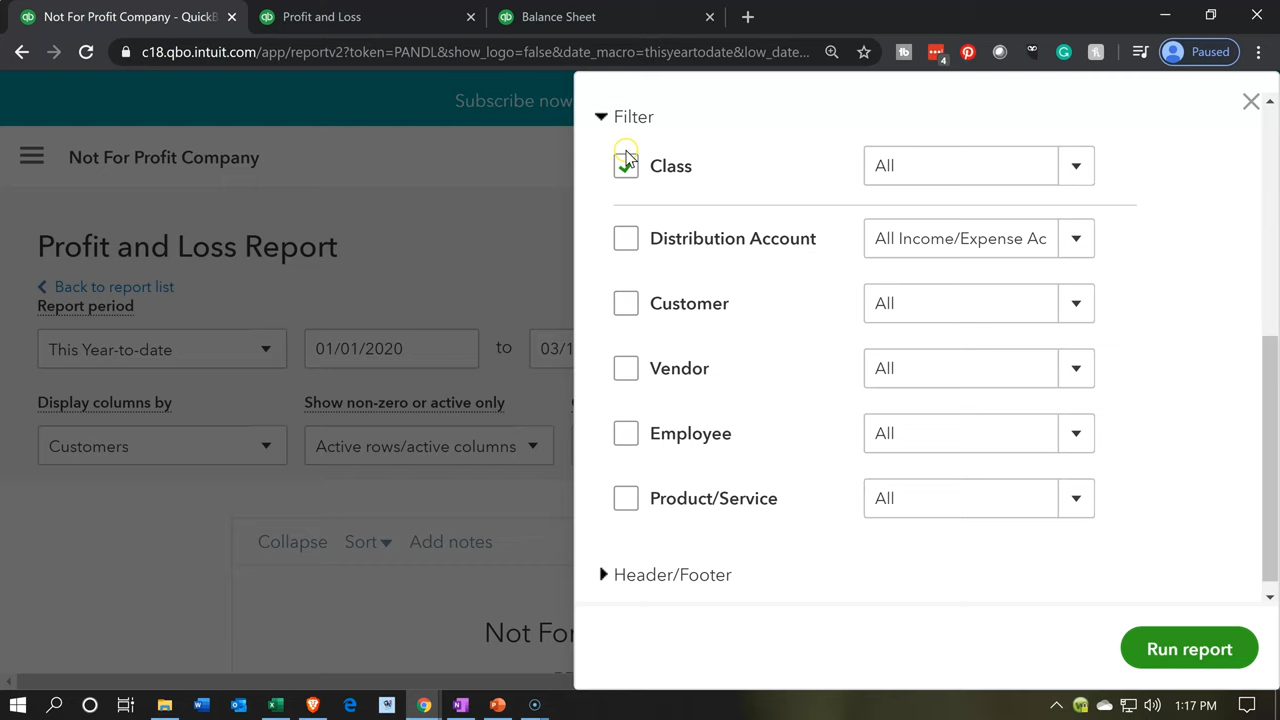 Not For Profit Company - QuickB
Profit and Loss
Balance Sheet
c18.qbo.intuit.com/app/reportv2?token=PANDL&show_logo=false&date_macro=thisyeartodate&low_date...
4
Paused
Subscribe now
Not For Profit Company
Profit and Loss Report
Back to report list
Report period
This Year-to-date
01/01/2020
to
03/1
Display columns by
Show non-zero or active only
Customers
Active rows/active columns
Collapse
Sort
Add notes
Not For
Filter
Class
All
Distribution Account
All Income/Expense Ac
Customer
All
Vendor
All
Employee
All
Product/Service
All
Header/Footer
Run report
1:17 PM